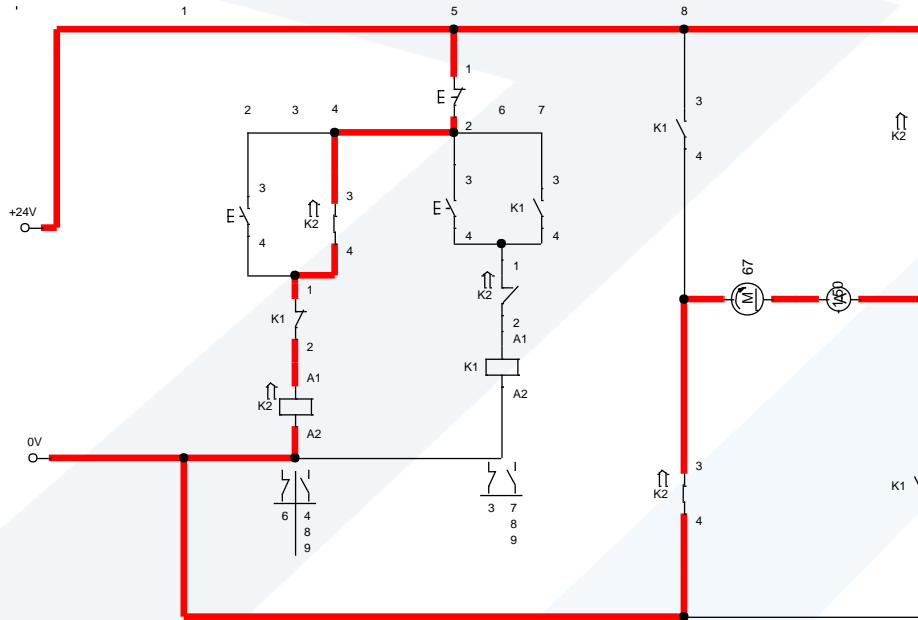 1 5 8
1
3
E
2 3 4 2 6 7
K1
4
K2
3 3 3 3
+24V
E K2 E K1
4 4 4 4
1 1
K2
67
M
K1
2 2
A1
K1
A1 A2
K2
0V A2
3
K2 K1
6 4 3 7
8 8
9 9
4